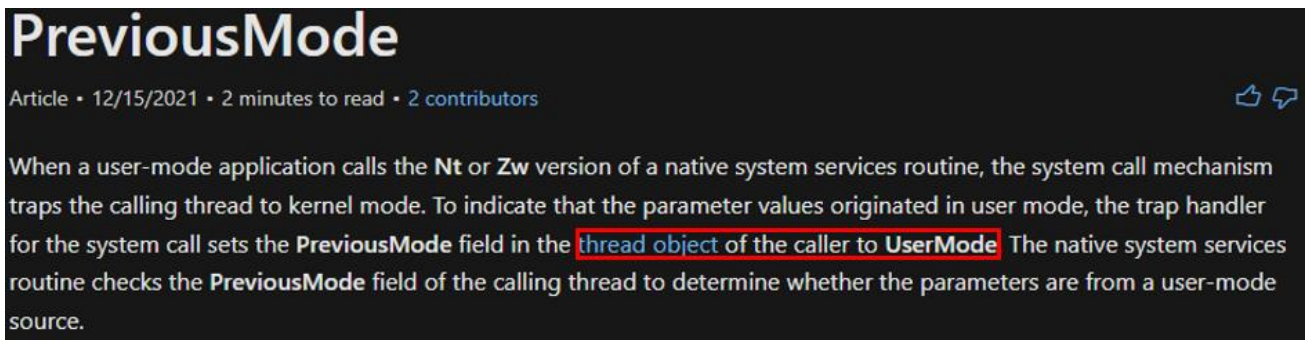 PreviousMode
Article • 12/15/2021 • 2 minutes to read • 2 contributors
When a user-mode application calls the Nt or Zw version of a native system services routine, the system call mechanism
traps the calling thread to kernel mode. To indicate that the parameter values originated in user mode, the trap handler
for the system call sets the PreviousMode field in the thread object of the caller to UserMode. The native system services
routine checks the PreviousMode field of the calling thread to determine whether the parameters are from a user-mode
source.